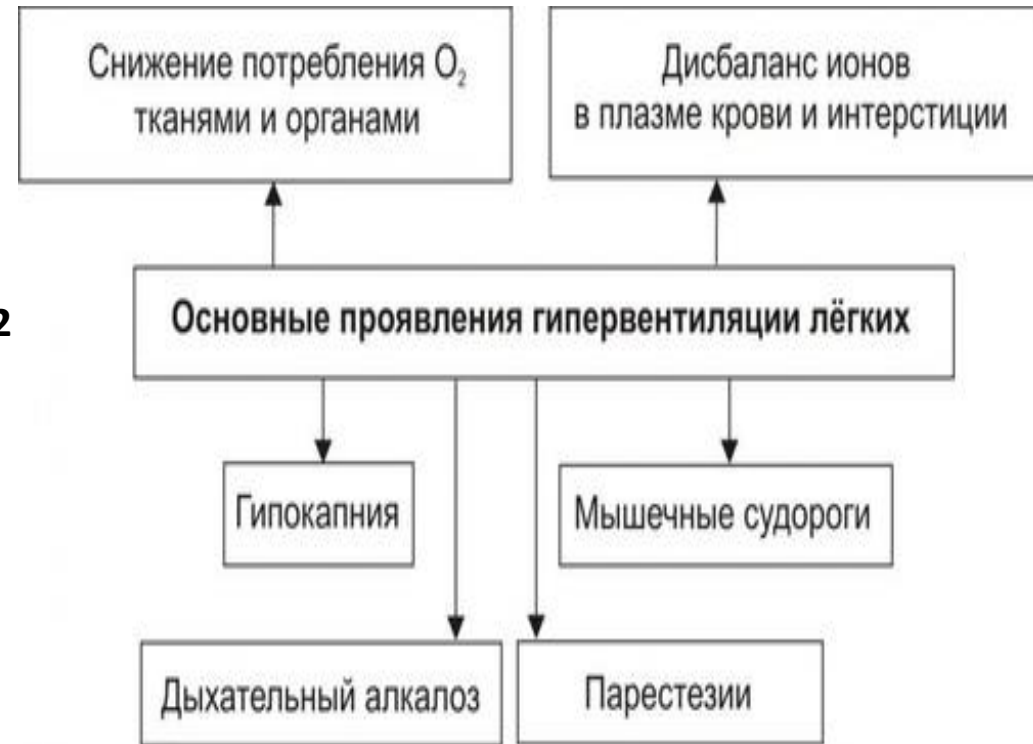 Снижение потребления O₂
тканями и органами
Дисбаланс ионов
в плазме крови и интерстиции
2
Основные проявления гипервентиляции лёгких
Гипокапния
Мышечные судороги
Дыхательный алкалоз
Парестезии